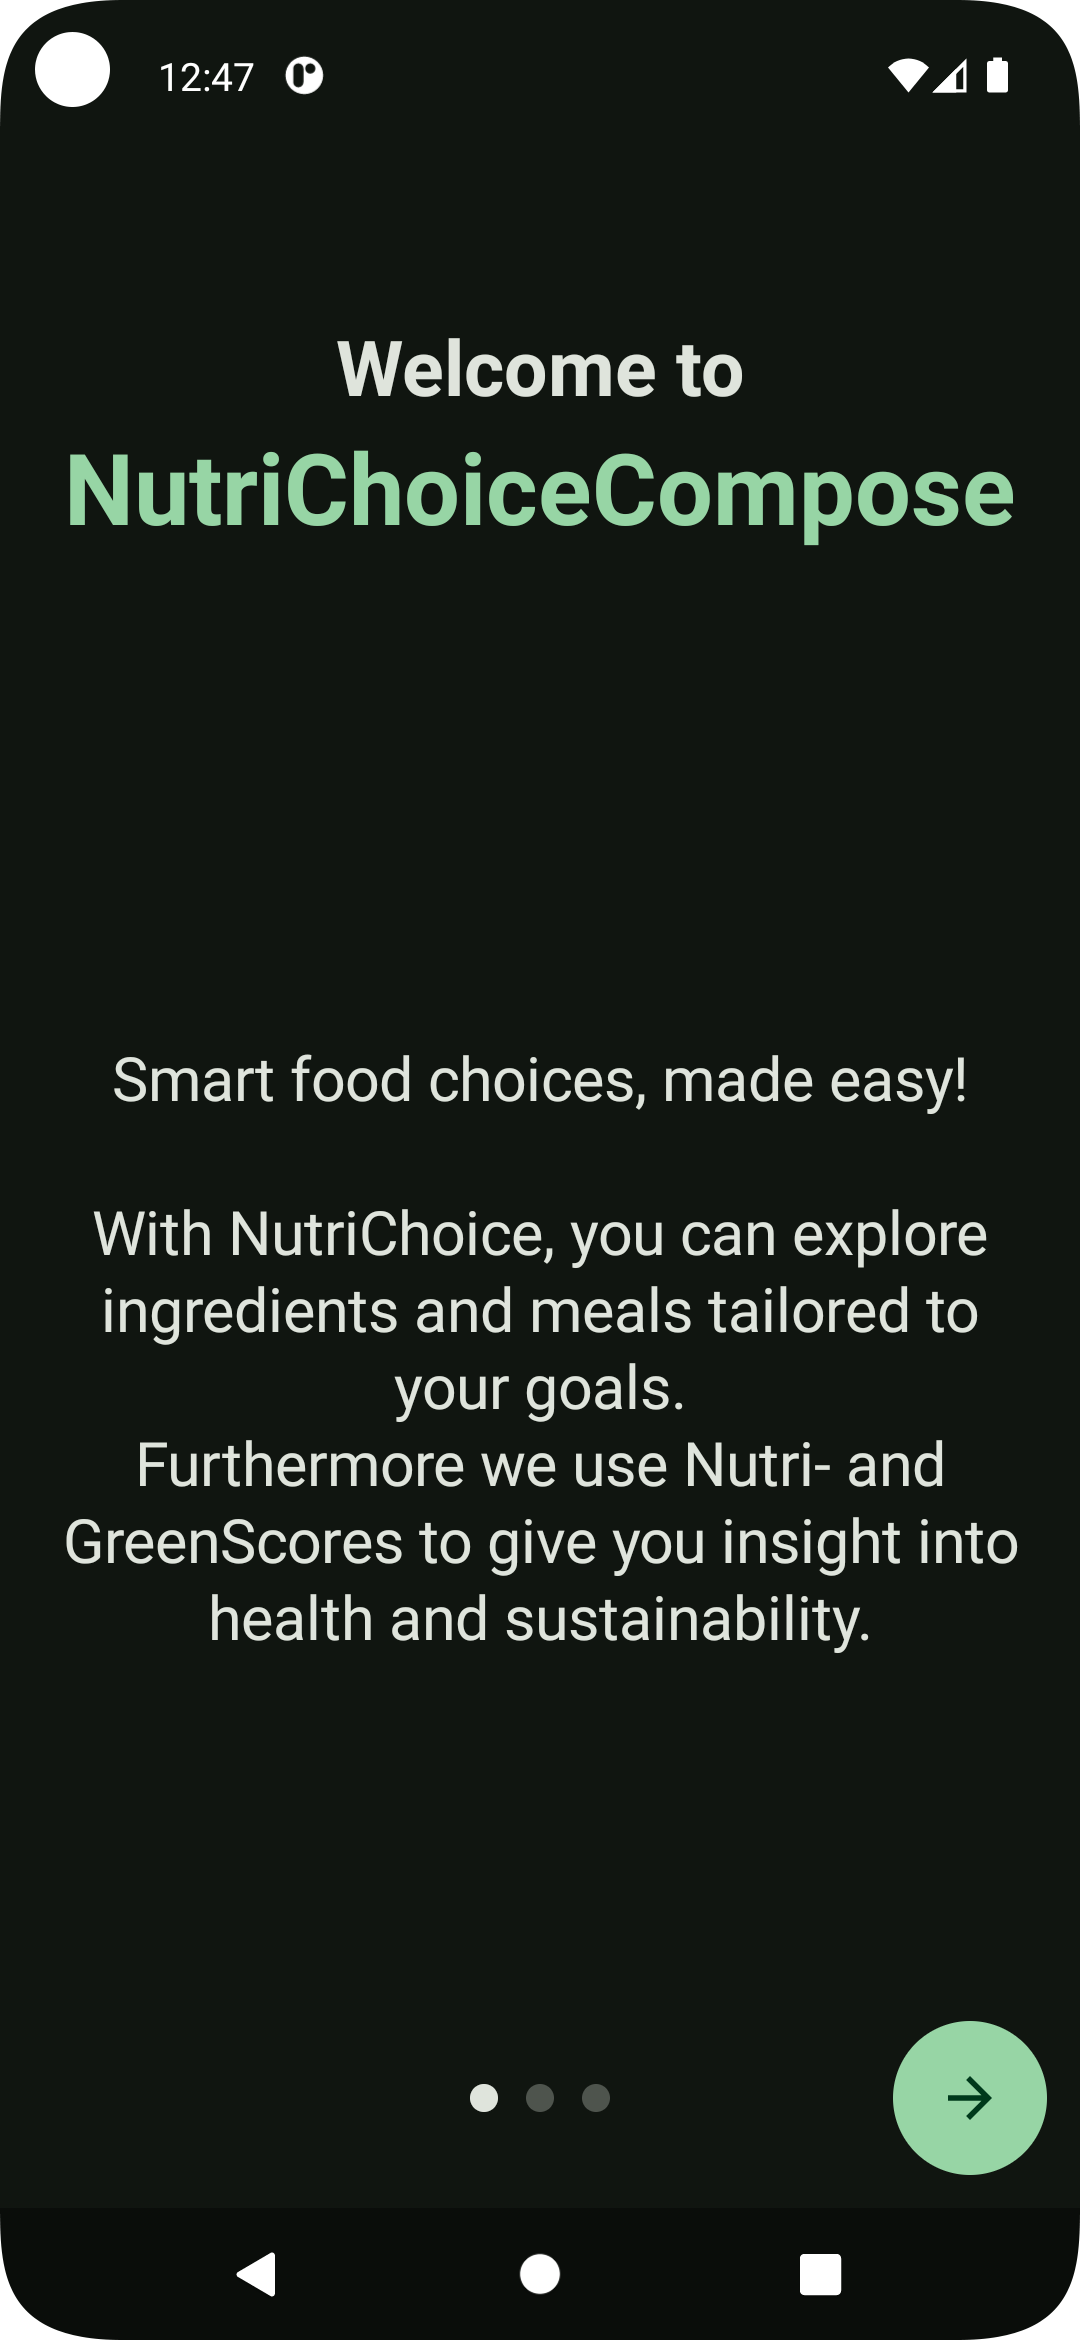 12:47
Welcome to
NutriChoiceCompose
Smart food choices, made easy!
With NutriChoice, you can explore
ingredients and meals tailored to
your goals.
Furthermore we use Nutri- and
GreenScores to give you insight into
health and sustainability.